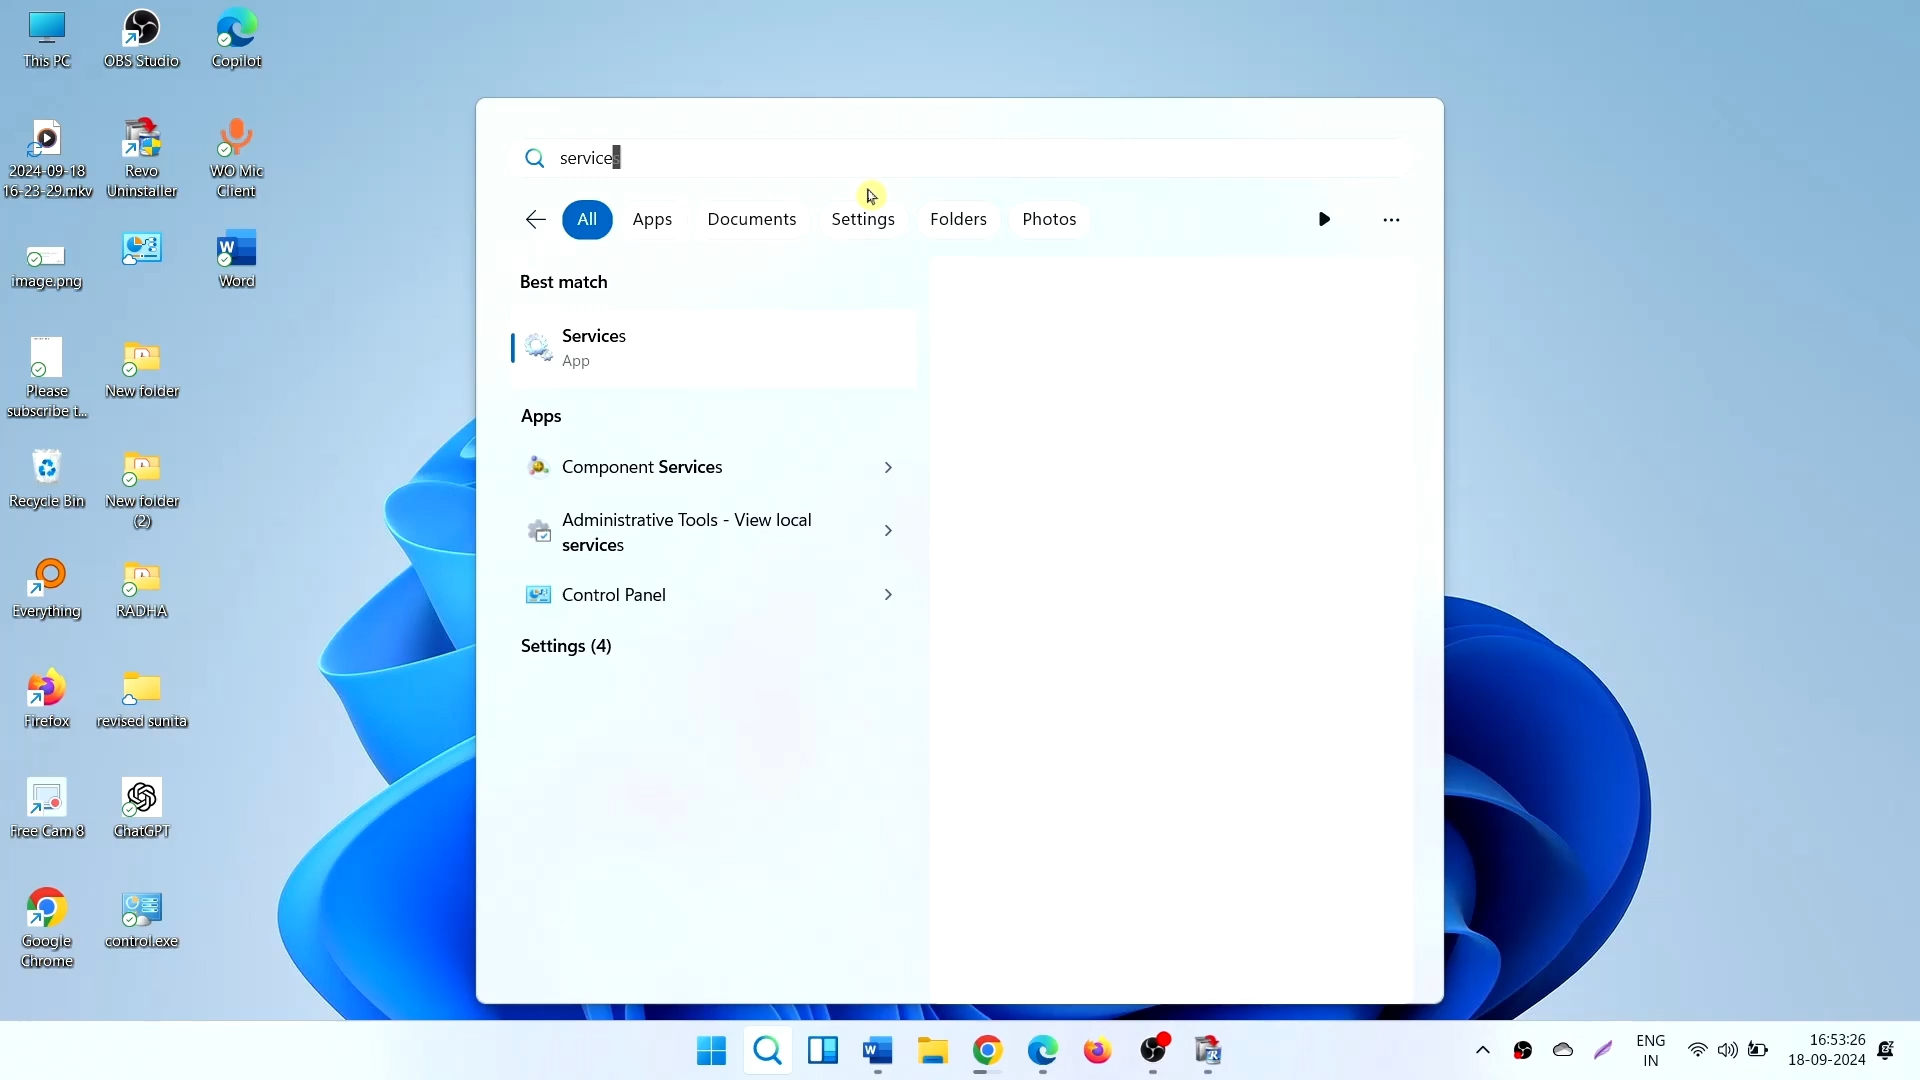 This PC
OBS Studio
Copilot
2024-09-18
16-23-29.mkv
Revo
Uninstaller
WO Mic
Client
image.png
Word
Please
subscribe t...
New folder
Recycle Bin
New folder
(2)
Everything
RADHA
Firefox
revised sunita
Free Cam 8
ChatGPT
Google
Chrome
control.exe
services
All
Apps
Documents
Settings
Folders
Photos
Best match
Services
App
Apps
Component Services
Administrative Tools - View local
services
Control Panel
Settings (4)
ENG
IN
16:53:26
18-09-2024